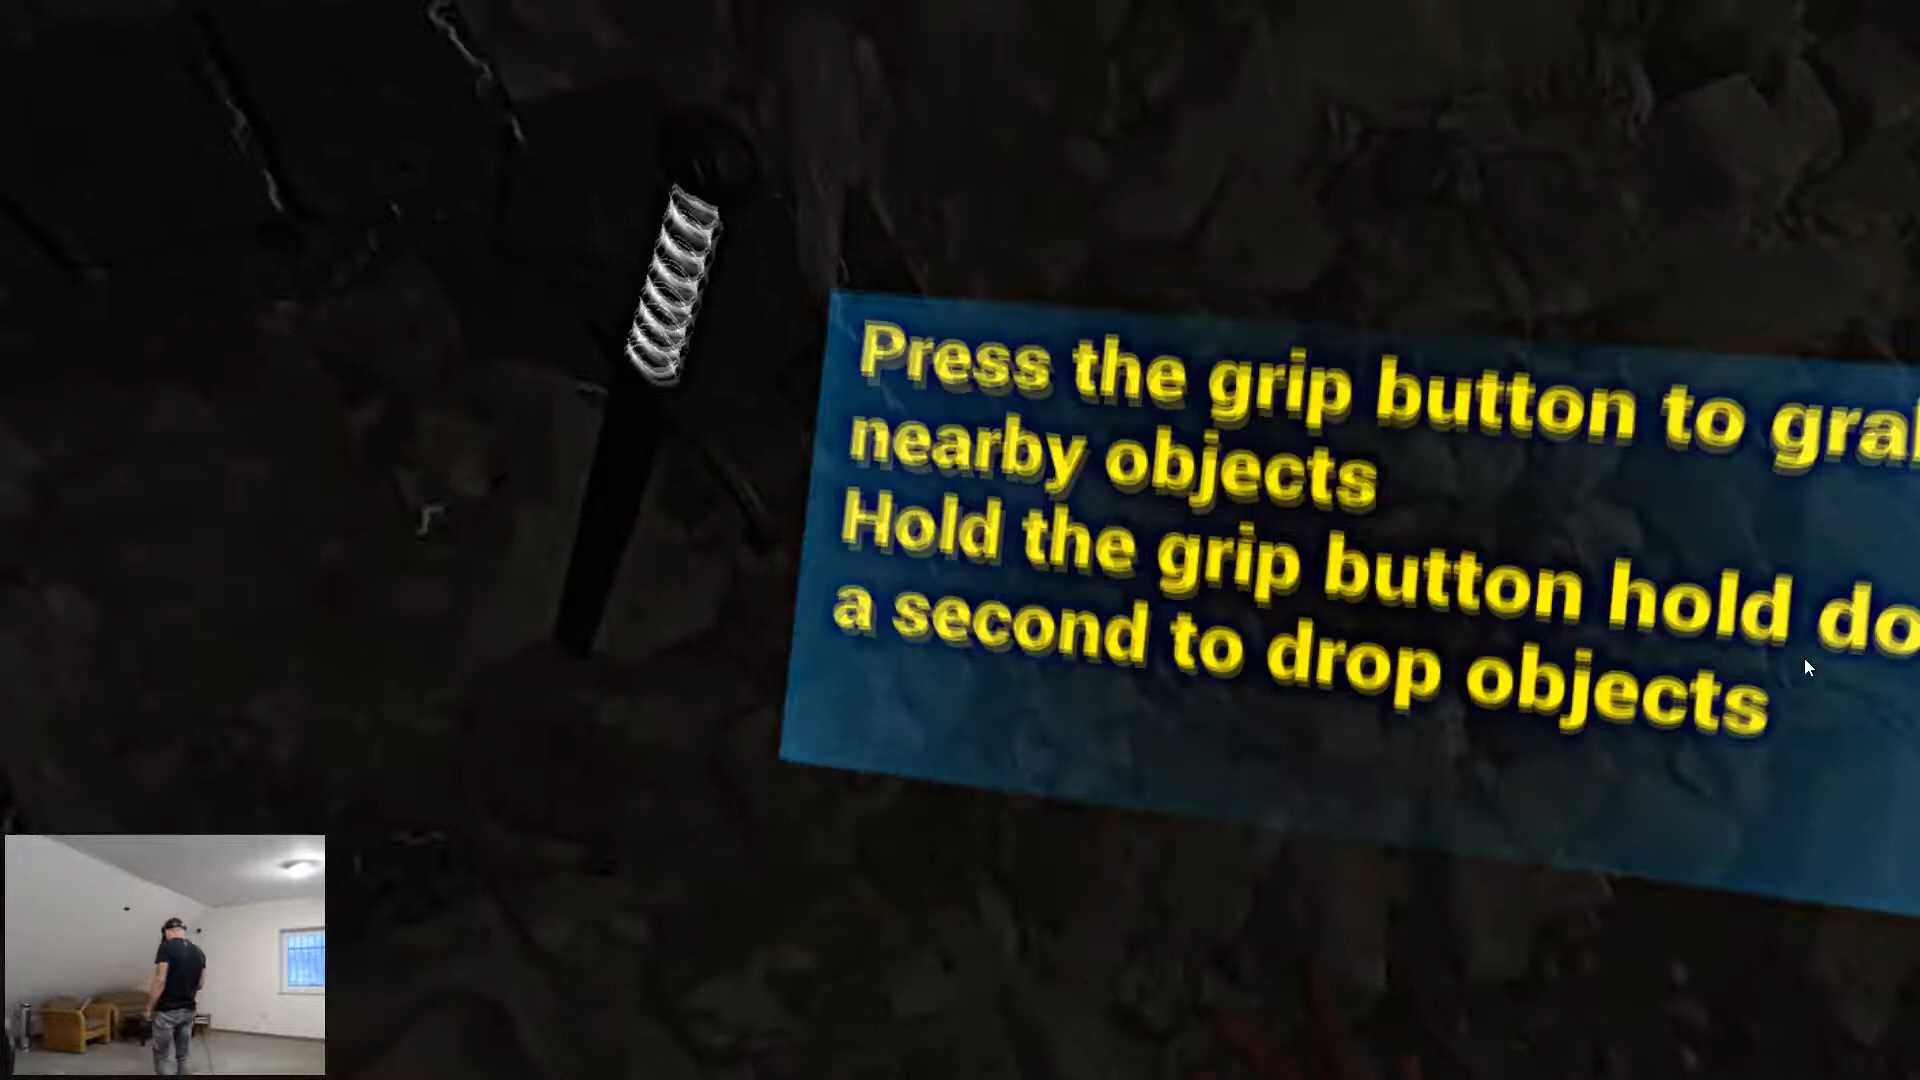 Press the grip button to gra
nearby objects
Hold the grip button hold do
a second to drop objects